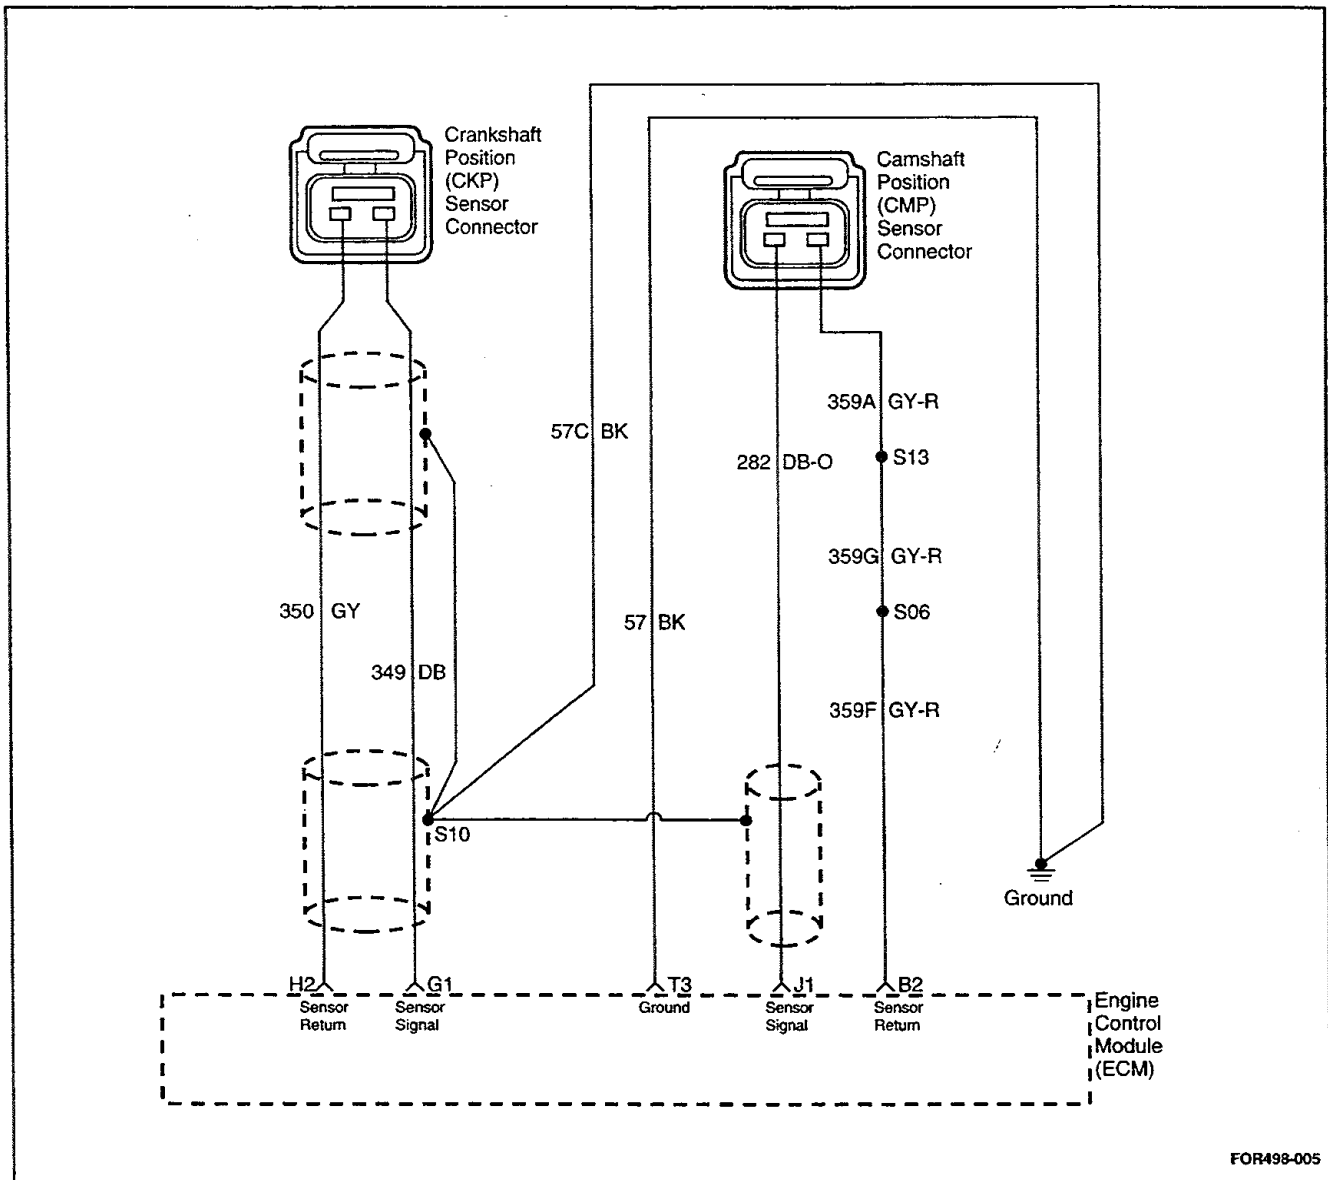 Crankshaft
Position
(CKP)
Sensor
Connector
Camshaft
Position
(CMP)
Sensor
Connector
359A GY-R
57C BK
282 DB-O
S13
359G GY-R
350 GY
57 BK
S06
349 DB
359F GY-R
S10
Ground
H2
G1
T3
J1
B2
Sensor
Return
Sensor
Signal
Ground
Sensor
Signal
Sensor
Return
Engine
Control
Module
(ECM)
FOR498-005